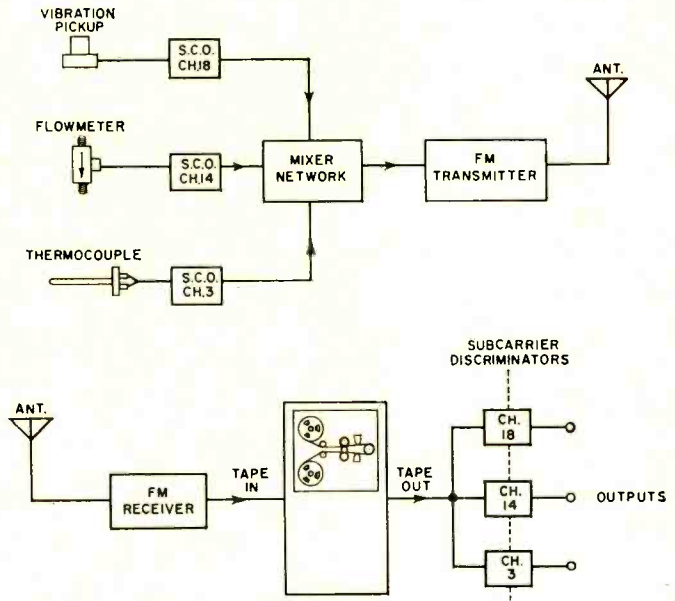 VIBRATION
PICKUP
S.C.O.
CH,18
ANT.
FLOWMETER
S.C.O.
CH,14
MIXER
NETWORK
FM
TRANSMITTER
THERMOCOUPLE
S.C.O.
CH,3
SUBCARRIER
DISCRIMINATORS
ANT.
CH.
18
TAPE
IN
TAPE
OUT
FM
RECEIVER
CH.
14
OUTPUTS
CH.
3